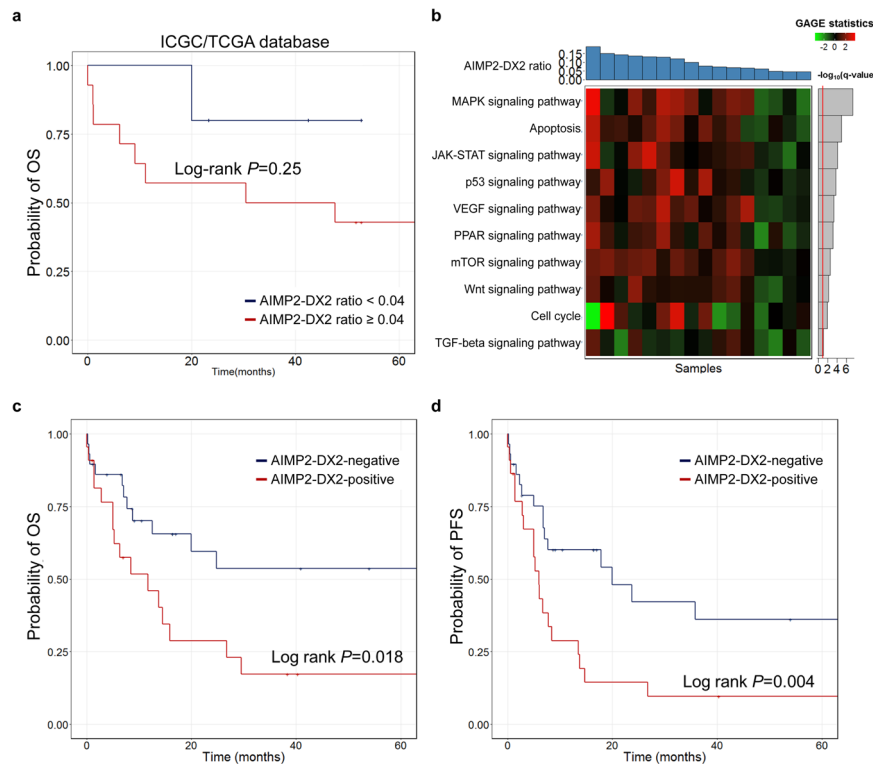 a
ICGC/TCGA database
Probability of OS
1.00
0.75
0.50
0.25
0.00
Log-rank P=0.25
AIMP2-DX2 ratio < 0.04
AIMP2-DX2 ratio ≥ 0.04
0
20
40
60
Time(months)
b
GAGE statistics
-2 0 2
AIMP2-DX2 ratio
0.15
0.10
0.05
0.00
-log10(q-value
MAPK signaling pathway
Apoptosis
JAK-STAT signaling pathway
p53 signaling pathway
VEGF signaling pathway
PPAR signaling pathway
mTOR signaling pathway
Wnt signaling pathway
Cell cycle
TGF-beta signaling pathway
Samples
0 2 4 6
c
Probability of OS
1.00
0.75
0.50
0.25
0.00
AIMP2-DX2-negative
AIMP2-DX2-positive
Log rank P=0.018
0
20
40
60
Time (months)
d
Probability of PFS
1.00
0.75
0.50
0.25
0.00
AIMP2-DX2-negative
AIMP2-DX2-positive
Log rank P=0.004
0
20
40
60
Time (months)